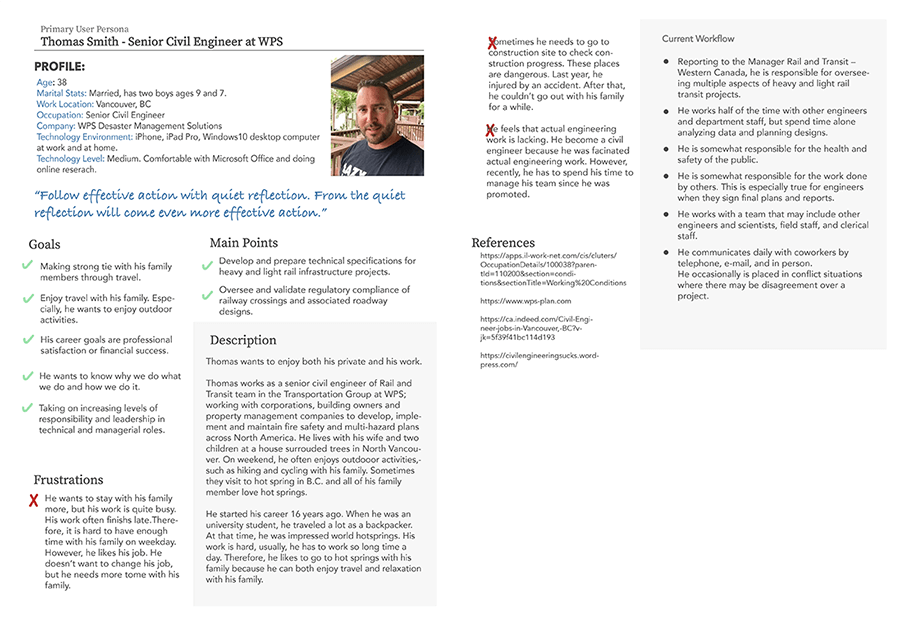 Primary User Persona
Thomas Smith - Senior Civil Engineer at WPS
PROFILE:
Age: 38
Marital Stats: Married, has two boys ages 9 and 7.
Work Location: Vancouver, BC
Occupation: Senior Civil Engineer
Company: WPS Desaster Management Solutions
Technology Environment: iPhone, iPad Pro, Windows10 desktop computer
at work and at home.
Technology Level: Medium. Comfortable with Microsoft Office and doing
online reserach.
“Follow effective action with quiet reflection. From the quiet
reflection will come even more effective action.”
Goals
Making strong tie with his family
members through travel.
Enjoy travel with his family. Espe-
cially, he wants to enjoy outdoor
activities.
His career goals are professional
satisfaction or financial success.
He wants to know why we do what
we do and how we do it.
Taking on increasing levels of
responsibility and leadership in
technical and managerial roles.
Frustrations
He wants to stay with his family
more, but his work is quite busy.
His work often finishs late.There-
fore, it is hard to have enough
time with his family on weekday.
However, he likes his job. He
doesn’t want to change his job,
but he needs more tome with his
family.
Main Points
Develop and prepare technical specifications for
heavy and light rail infrastructure projects.
Oversee and validate regulatory compliance of
railway crossings and associated roadway
designs.
Description
Thomas wants to enjoy both his private and his work.
Thomas works as a senior civil engineer of Rail and
Transit team in the Transportation Group at WPS;
working with corporations, building owners and
property management companies to develop, imple-
ment and maintain fire safety and multi-hazard plans
across North America. He lives with his wife and two
children at a house surrouded trees in North Vancou-
ver. On weekend, he often enjoys outdooor activities,-
such as hiking and cycling with his family. Sometimes
they visit to hot spring in B.C. and all of his family
member love hot springs.
He started his career 16 years ago. When he was an
university student, he traveled a lot as a backpacker.
At that time, he was impressed world hotsprings. His
work is hard, usually, he has to work so long time a
day. Therefore, he likes to go to hot springs with his
family because he can both enjoy travel and relaxation
with his family.
Sometimes he needs to go to
construction site to check con-
struction progress. These places
are dangerous. Last year, he
injured by an accident. After that,
he couldn’t go out with his family
for a while.
He feels that actual engineering
work is lacking. He become a civil
engineer because he was facinated
actual engineering work. However,
recently, he has to spend his time to
manage his team since he was
promoted.
References
https://apps.il-work-net.com/cis/cluters/
OccupationDetails/100038?paren-
tId=110200&section=condi-
tions&sectionTitle=Working%20Conditions
https://www.wps-plan.com
https://ca.indeed.com/Civil-Engi-
neer-jobs-in-Vancouver,-BC?v-
jk=5f39f41bc114d193
https://civilengineeringsucks.word-
press.com/
Current Workflow
Reporting to the Manager Rail and Transit –
Western Canada, he is responsible for oversee-
ing multiple aspects of heavy and light rail
transit projects.
He works half of the time with other engineers
and department staff, but spend time alone
analyzing data and planning designs.
He is somewhat responsible for the health and
safety of the public.
He is somewhat responsible for the work done
by others. This is especially true for engineers
when they sign final plans and reports.
He works with a team that may include other
engineers and scientists, field staff, and clerical
staff.
He communicates daily with coworkers by
telephone, e-mail, and in person.
He occasionally is placed in conflict situations
where there may be disagreement over a
project.